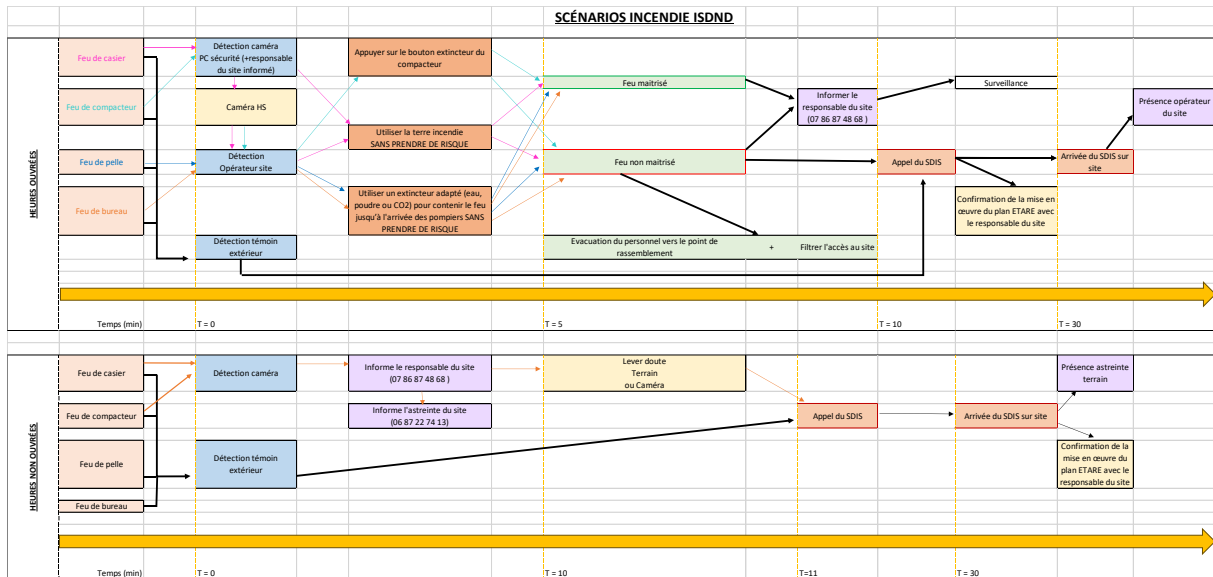 SCÉNARIOS INCENDIE ISDND
HEURES OUVRÉES
Feu de casier
Détection caméra
PC sécurité (+responsable
du site informé)
Appuyer sur le bouton extincteur du
compacteur
Feu maitrisé
Surveillance
Feu de compacteur
Caméra HS
Informer le
responsable du site
(07 86 87 48 68 )
Présence opérateur
du site
Utiliser la terre incendie
SANS PRENDRE DE RISQUE
Feu de pelle
Détection
Opérateur site
Feu non maitrisé
Appel du SDIS
Arrivée du SDIS sur
site
Feu de bureau
Utiliser un extincteur adapté (eau,
poudre ou CO2) pour contenir le feu
jusqu'à l'arrivée des pompiers SANS
PRENDRE DE RISQUE
Confirmation de la mise en
œuvre du plan ETARE avec
le responsable du site
Détection témoin
extérieur
Evacuation du personnel vers le point de
rassemblement
+
Filtrer l'accès au site
Temps (min)
T = 0
T = 5
T = 10
T = 30
HEURES NON OUVRÉES
Feu de casier
Détection caméra
Informe le responsable du site
(07 86 87 48 68 )
Lever doute
Terrain
ou Caméra
Présence astreinte
terrain
Feu de compacteur
Informe l'astreinte du site
(06 87 22 74 13)
Appel du SDIS
Arrivée du SDIS sur site
Feu de pelle
Détection témoin
extérieur
Confirmation de la
mise en œuvre du
plan ETARE avec le
responsable du site
Feu de bureau
Temps (min)
T = 0
T = 10
T=11
T = 30